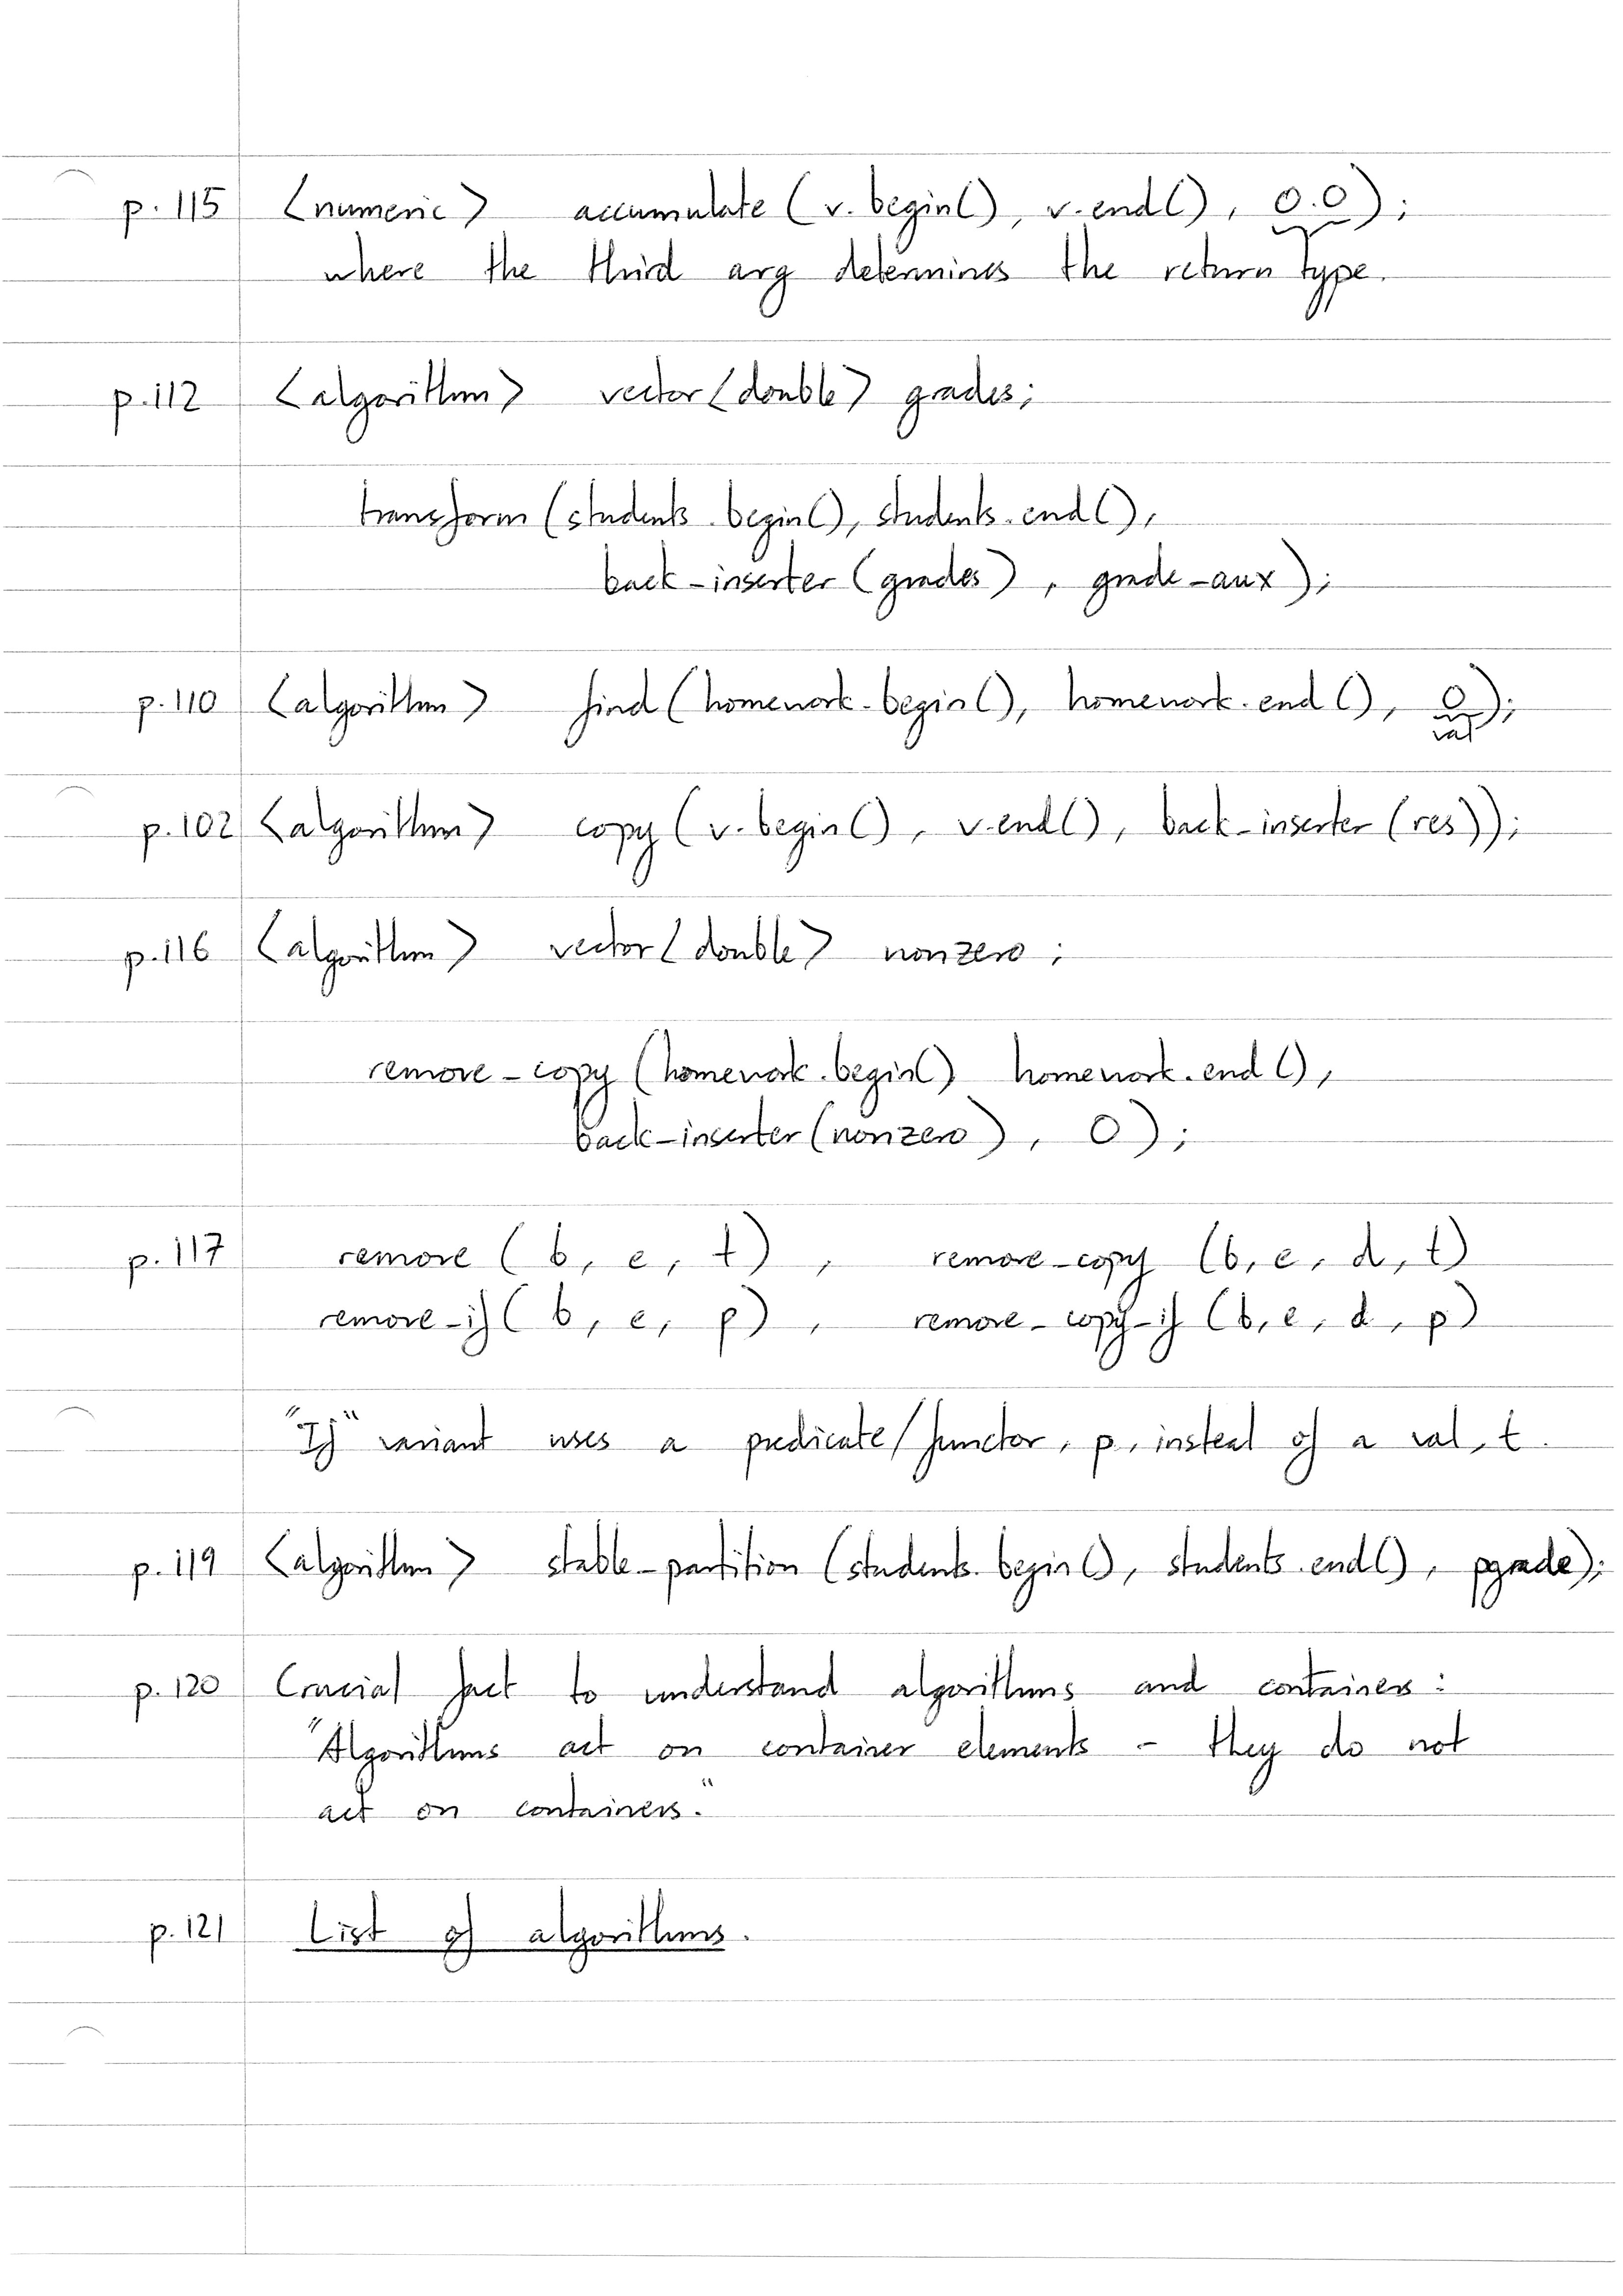 p. 115 <numeric> accumulate (v.begin(), v.end(), 0.0);
where the third arg determines the return type.
p.112 <algorithm> vector<double> grades;
transform (students.begin(), students.end(),
back_inserter (grades), grade_aux);
p.110 <algorithm> find (homework.begin(), homework.end(), 0);
val
p.102 <algorithm> copy (v.begin(), v.end(), back_inserter (res));
p.116 <algorithm> vector<double> nonzero;
remove_copy (homework.begin() homework.end(),
back_inserter (nonzero), 0);
p.117 remove (b, e, t), remove_copy (b, e, d, t)
remove_if (b, e, p), remove_copy_if (b, e, d, p)
"If" variant uses a predicate/functor, p, instead of a val, t.
p.119 <algorithm> stable_partition (students.begin(), students.end(), pgrade);
p.120 Crucial fact to understand algorithms and containers:
"Algorithms act on container elements - they do not
act on containers."
p.121 List of algorithms.